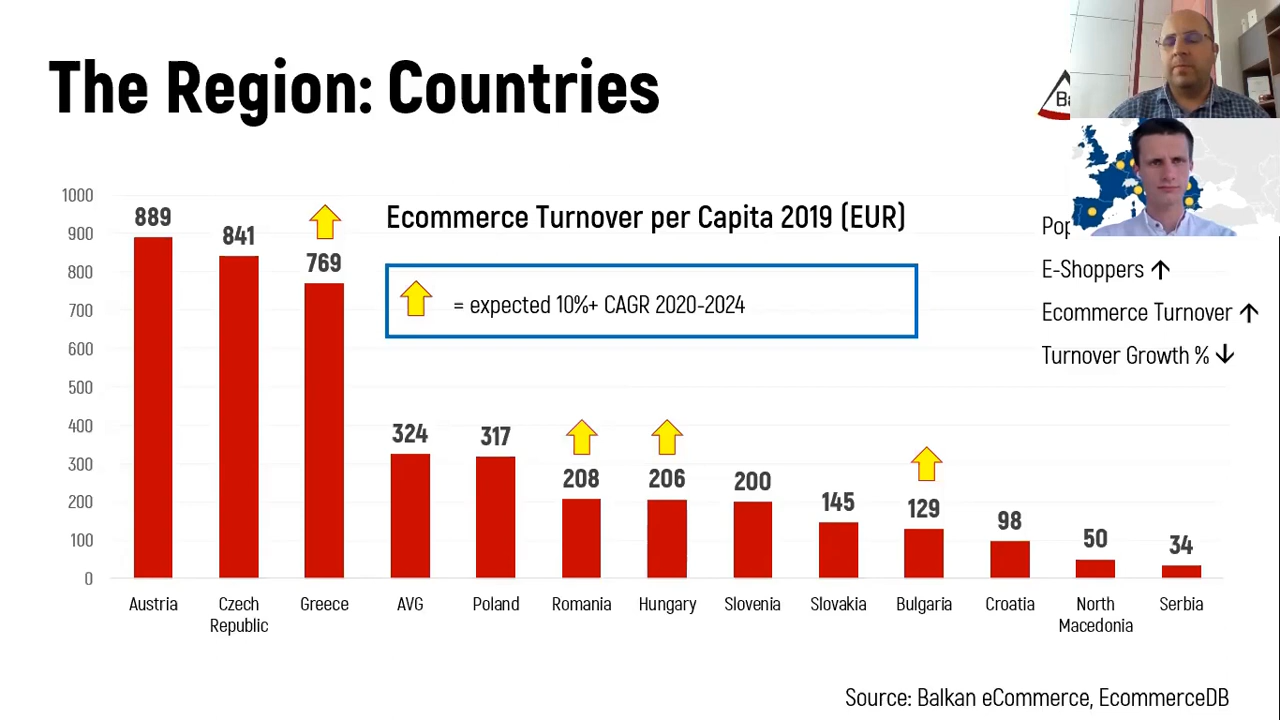 The Region: Countries
Ecommerce Turnover per Capita 2019 (EUR)
= expected 10%+ CAGR 2020-2024
E-Shoppers ↑
Ecommerce Turnover ↑
Turnover Growth % ↓
1000
900
800
700
600
500
400
300
200
100
0
889
841
769
324
317
208
206
200
145
129
98
50
34
Austria
Czech
Republic
Greece
AVG
Poland
Romania
Hungary
Slovenia
Slovakia
Bulgaria
Croatia
North
Macedonia
Serbia
Source: Balkan eCommerce, EcommerceDB